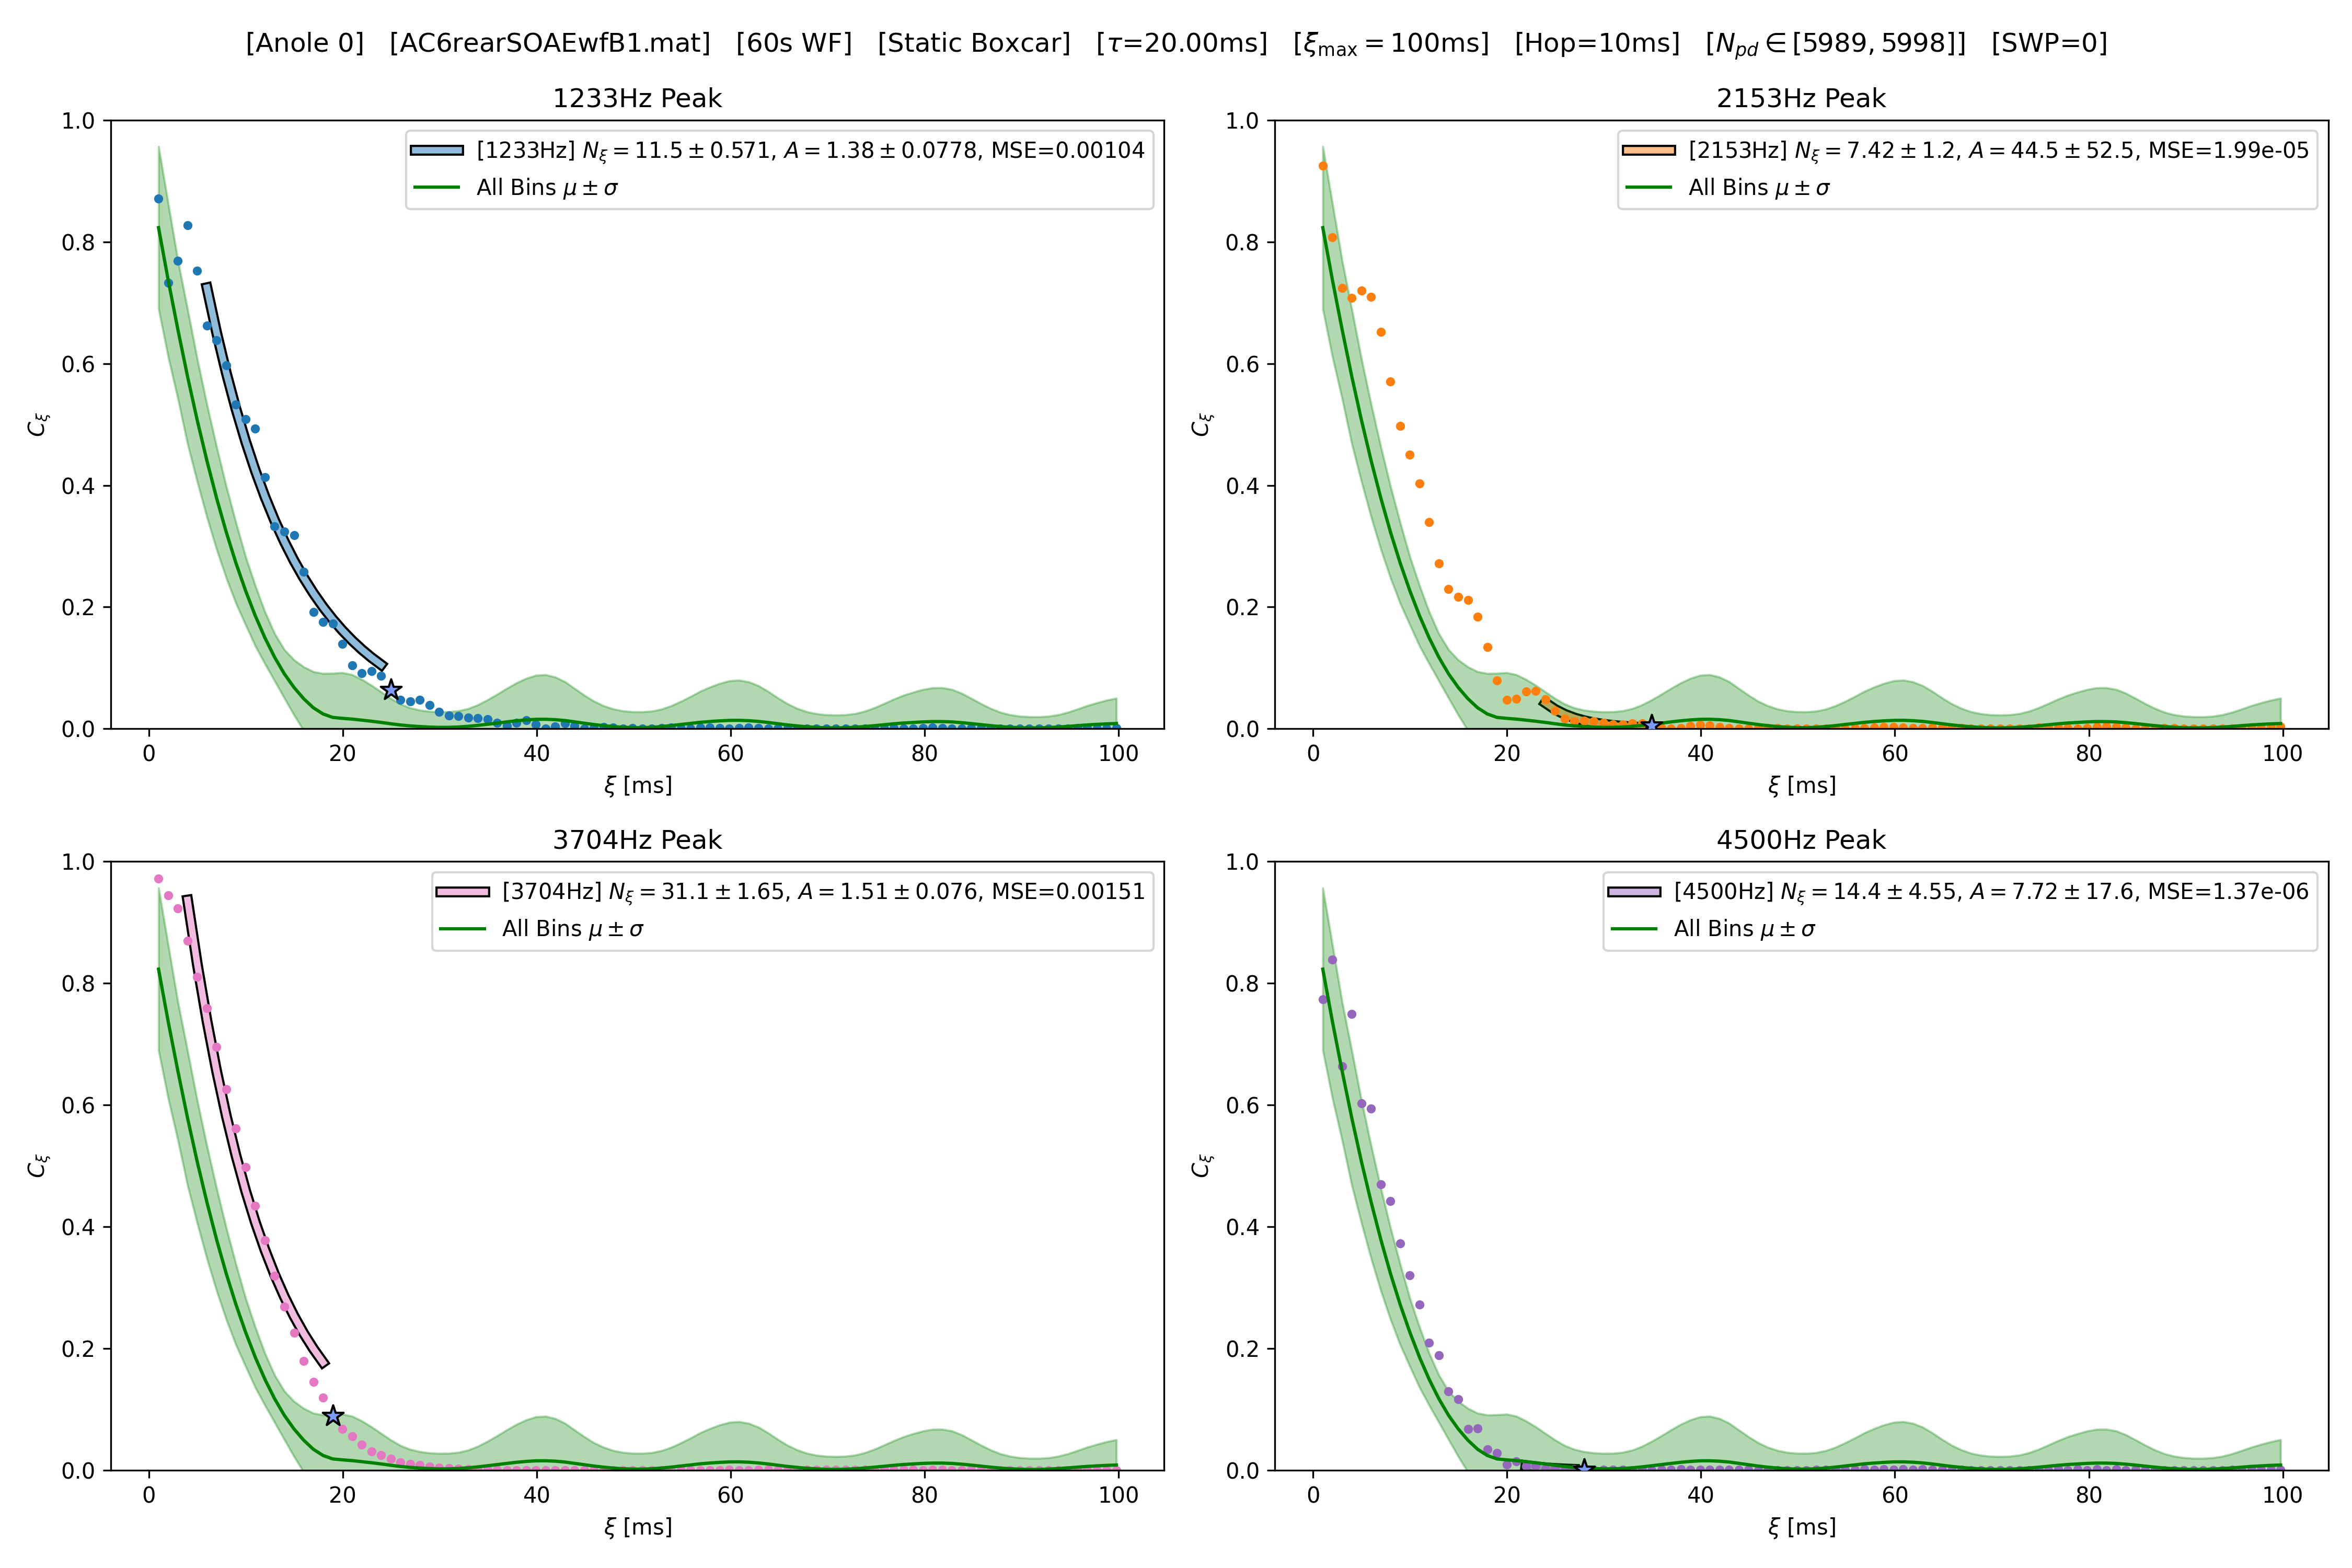 [Anole 0] [AC6rearSOAEwfB1.mat] [60s WF] [Static Boxcar] [τ=20.00ms] [ξmax = 100ms] [Hop=10ms] [Npd ∈ [5989, 5998]] [SWP=0]
1233Hz Peak
[1233Hz] Nξ = 11.5 ± 0.571, A = 1.38 ± 0.0778, MSE=0.00104
All Bins μ ± σ
1.0
0.8
0.6
0.4
0.2
0.0
Cξ
0 20 40 60 80 100
ξ [ms]
2153Hz Peak
[2153Hz] Nξ = 7.42 ± 1.2, A = 44.5 ± 52.5, MSE=1.99e-05
All Bins μ ± σ
1.0
0.8
0.6
0.4
0.2
0.0
Cξ
0 20 40 60 80 100
ξ [ms]
3704Hz Peak
[3704Hz] Nξ = 31.1 ± 1.65, A = 1.51 ± 0.076, MSE=0.00151
All Bins μ ± σ
1.0
0.8
0.6
0.4
0.2
0.0
Cξ
0 20 40 60 80 100
ξ [ms]
4500Hz Peak
[4500Hz] Nξ = 14.4 ± 4.55, A = 7.72 ± 17.6, MSE=1.37e-06
All Bins μ ± σ
1.0
0.8
0.6
0.4
0.2
0.0
Cξ
0 20 40 60 80 100
ξ [ms]